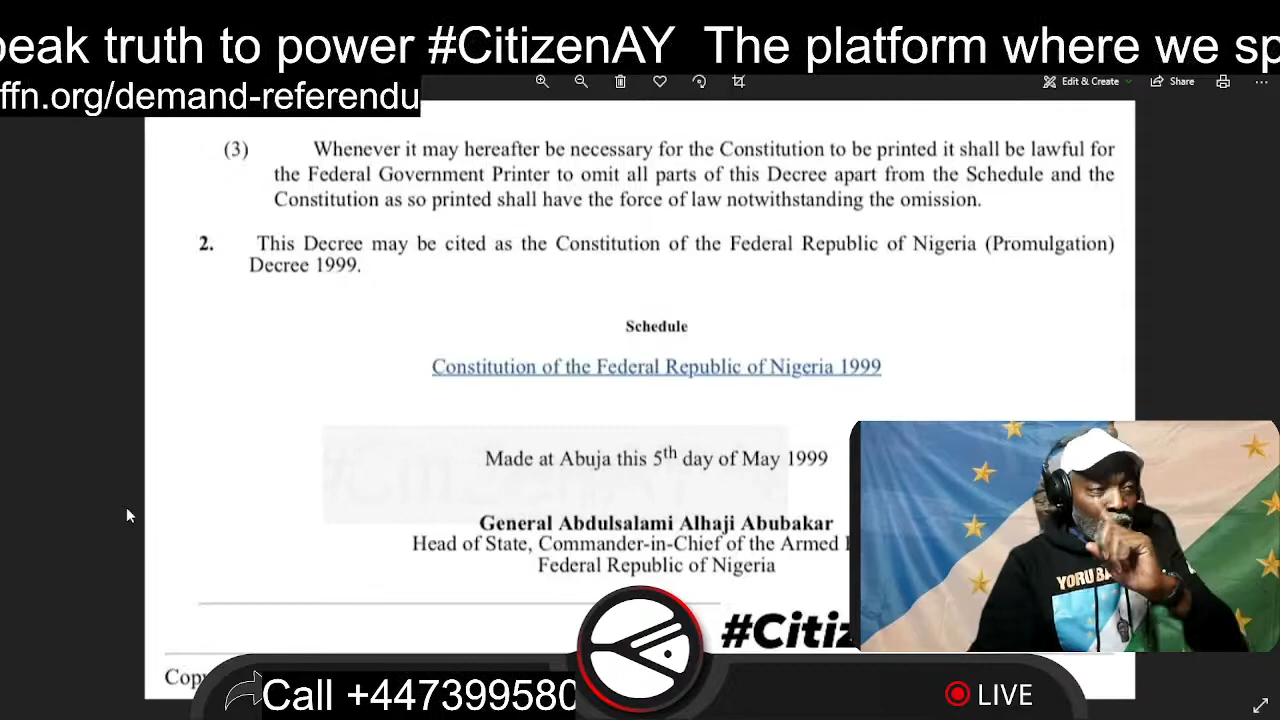 peak truth to power #CitizenAY The platform where we sp
ffn.org/demand-referendu
Edit & Create
Share
(3) Whenever it may hereafter be necessary for the Constitution to be printed it shall be lawful for
the Federal Government Printer to omit all parts of this Decree apart from the Schedule and the
Constitution as so printed shall have the force of law notwithstanding the omission.
2. This Decree may be cited as the Constitution of the Federal Republic of Nigeria (Promulgation)
Decree 1999.
Schedule
Constitution of the Federal Republic of Nigeria 1999
Made at Abuja this 5th day of May 1999
General Abdulsalami Alhaji Abubakar
Head of State, Commander-in-Chief of the Armed
Federal Republic of Nigeria
YORUBA
#Citiz
Call +447399580
LIVE